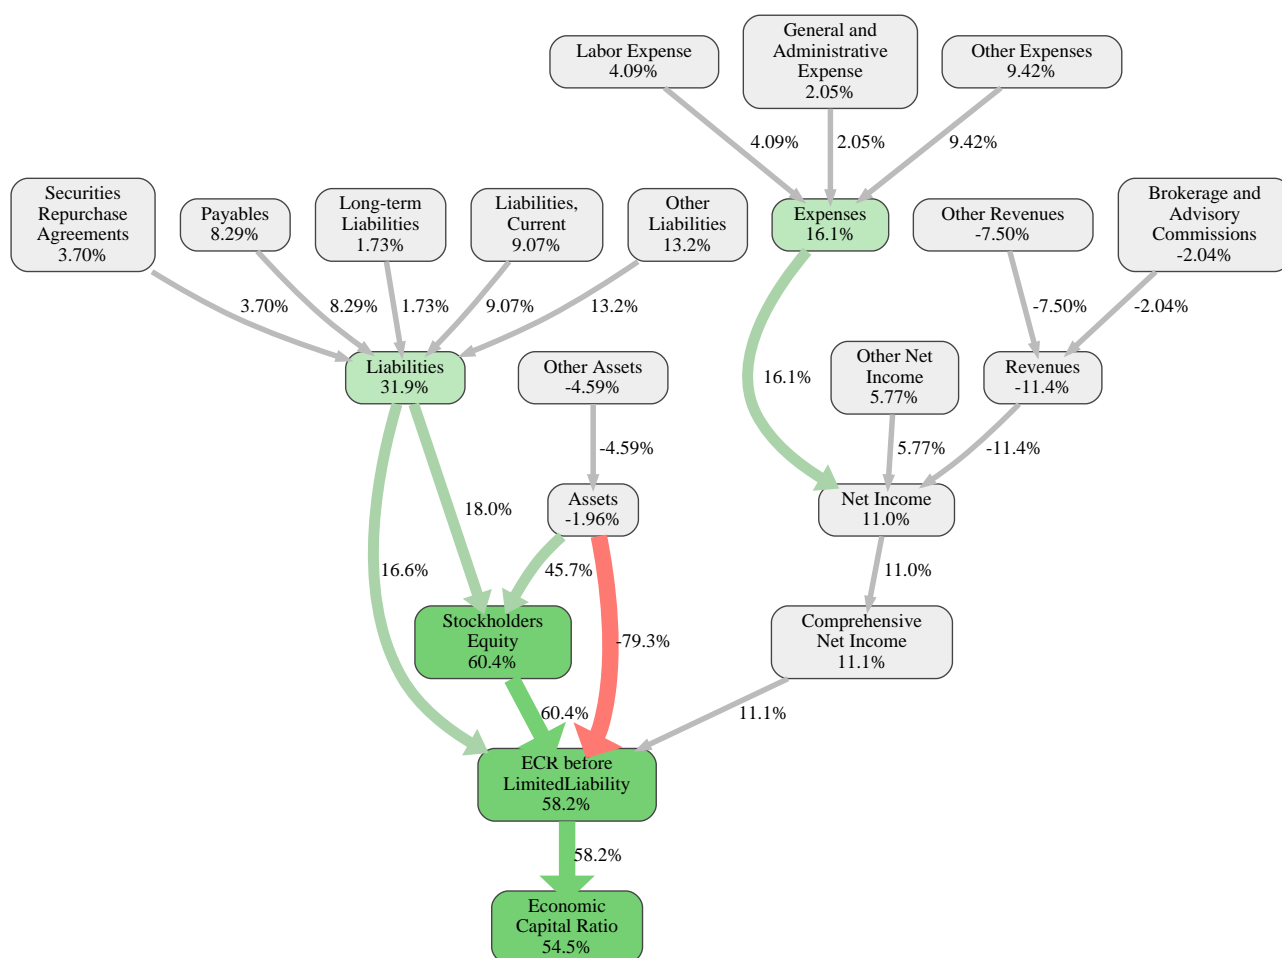 Labor Expense
4.09%
General and
Administrative
Expense
2.05%
Other Expenses
9.42%
4.09%
2.05%
9.42%
Securities
Repurchase
Agreements
3.70%
Payables
8.29%
Long-term
Liabilities
1.73%
Liabilities,
Current
9.07%
Other
Liabilities
13.2%
Expenses
16.1%
Other Revenues
-7.50%
Brokerage and
Advisory
Commissions
-2.04%
3.70%
8.29%
1.73%
9.07%
13.2%
-7.50%
-2.04%
Liabilities
31.9%
Other Assets
-4.59%
16.1%
Other Net
Income
5.77%
Revenues
-11.4%
-4.59%
5.77%
-11.4%
18.0%
Assets
-1.96%
Net Income
11.0%
16.6%
45.7%
11.0%
Stockholders
Equity
60.4%
-79.3%
Comprehensive
Net Income
11.1%
60.4%
11.1%
ECR before
LimitedLiability
58.2%
58.2%
Economic
Capital Ratio
54.5%